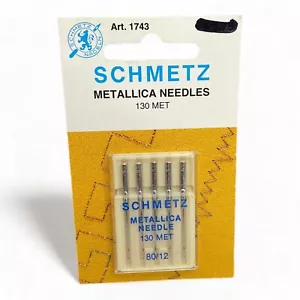 Art. 1743
SCHMETZ
METALLICA NEEDLES
130 MET
SCHMETZ
METALLICA
NEEDLE
130 MET
80/12